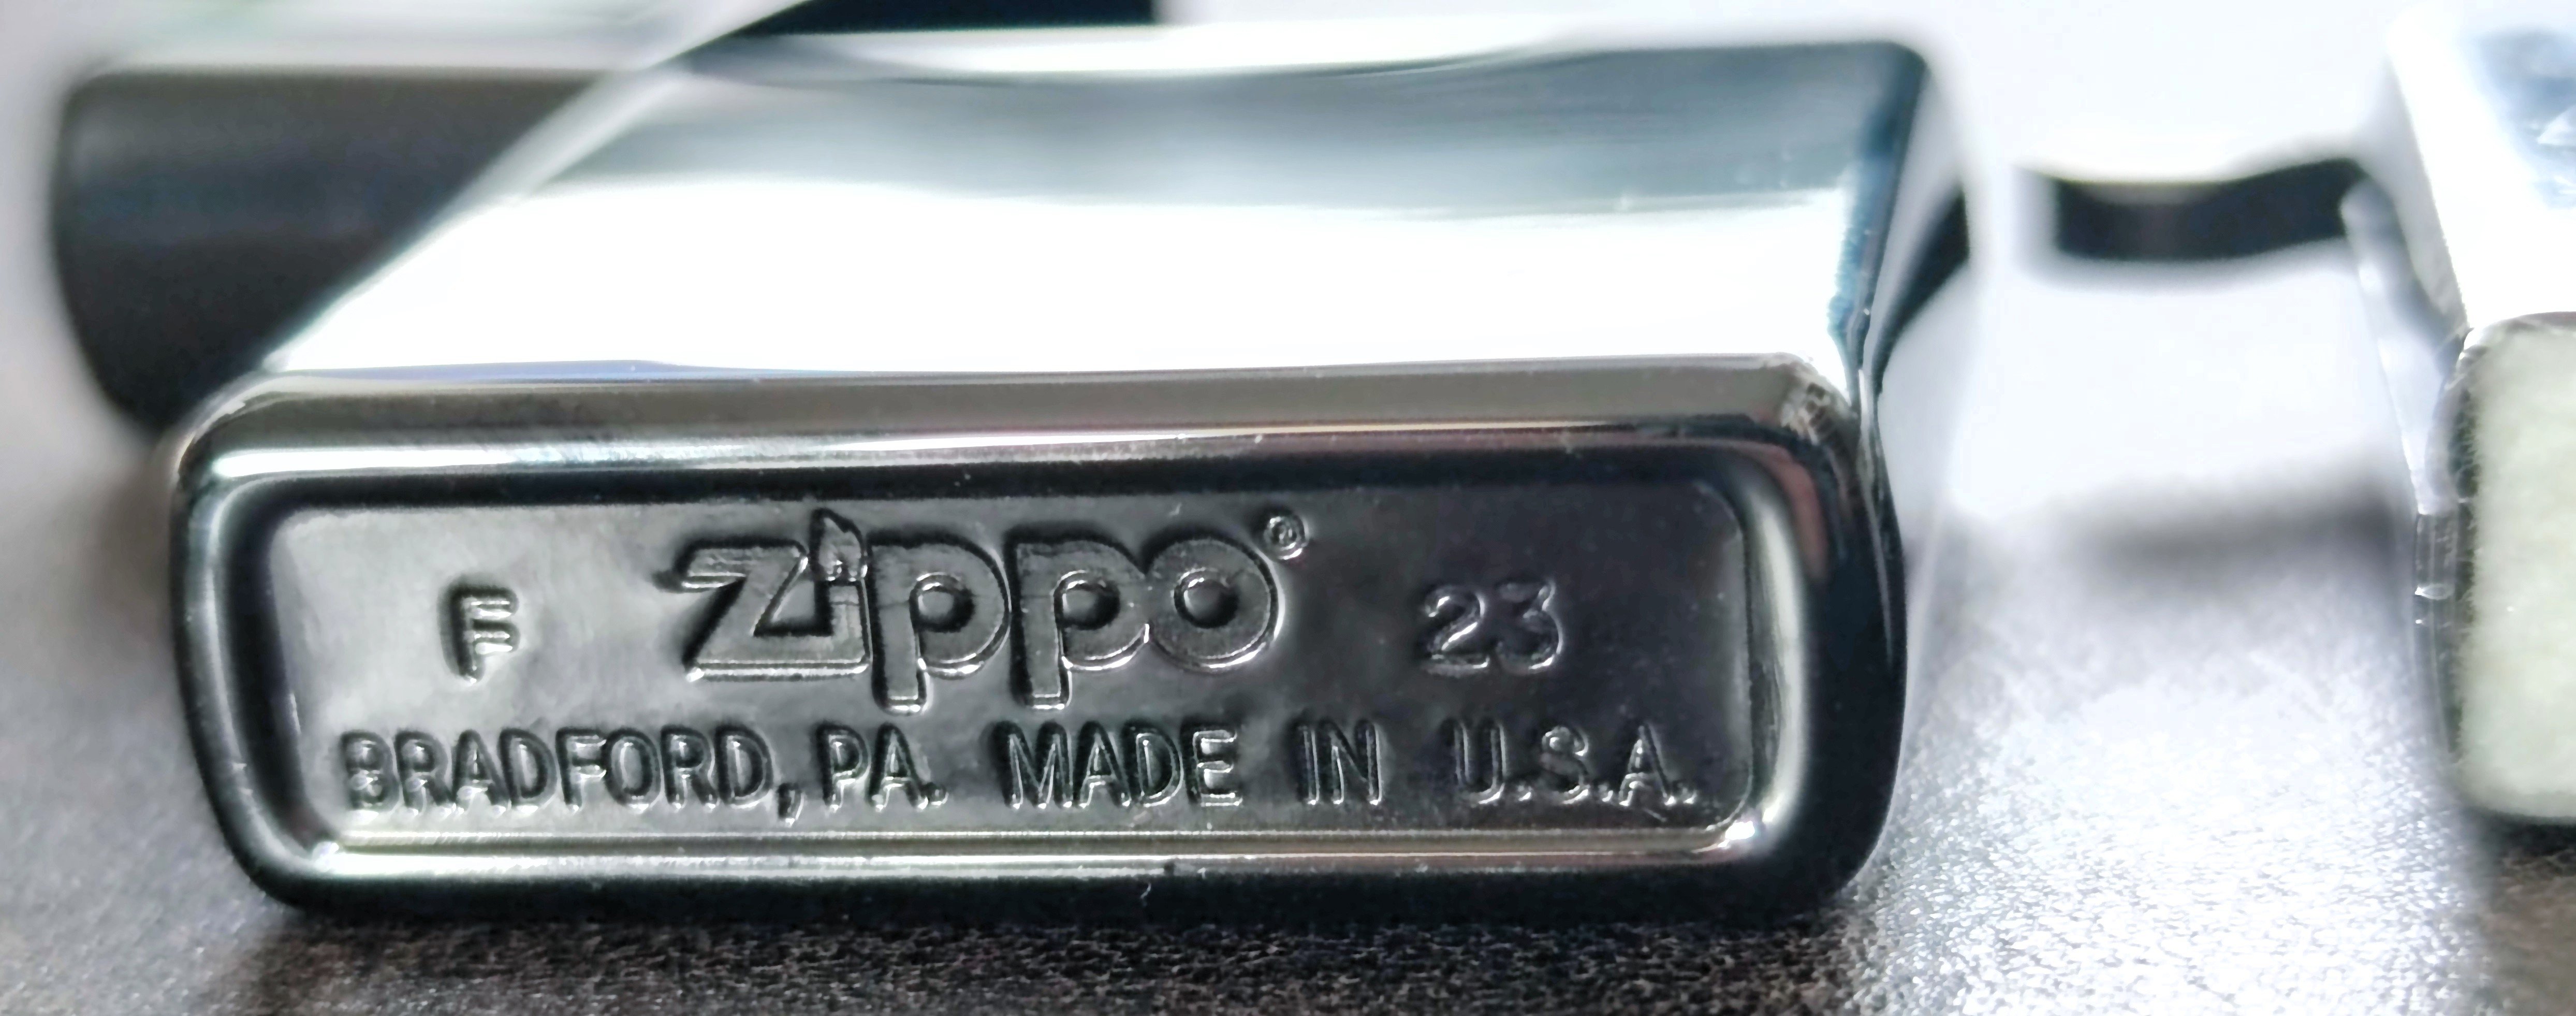 F Zippo® 23
BRADFORD, PA. MADE IN U.S.A.